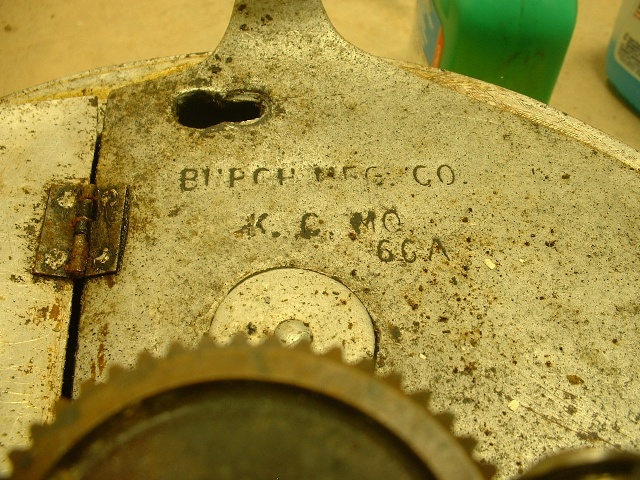 BURCH MFG. CO
K. C. MO.
66A